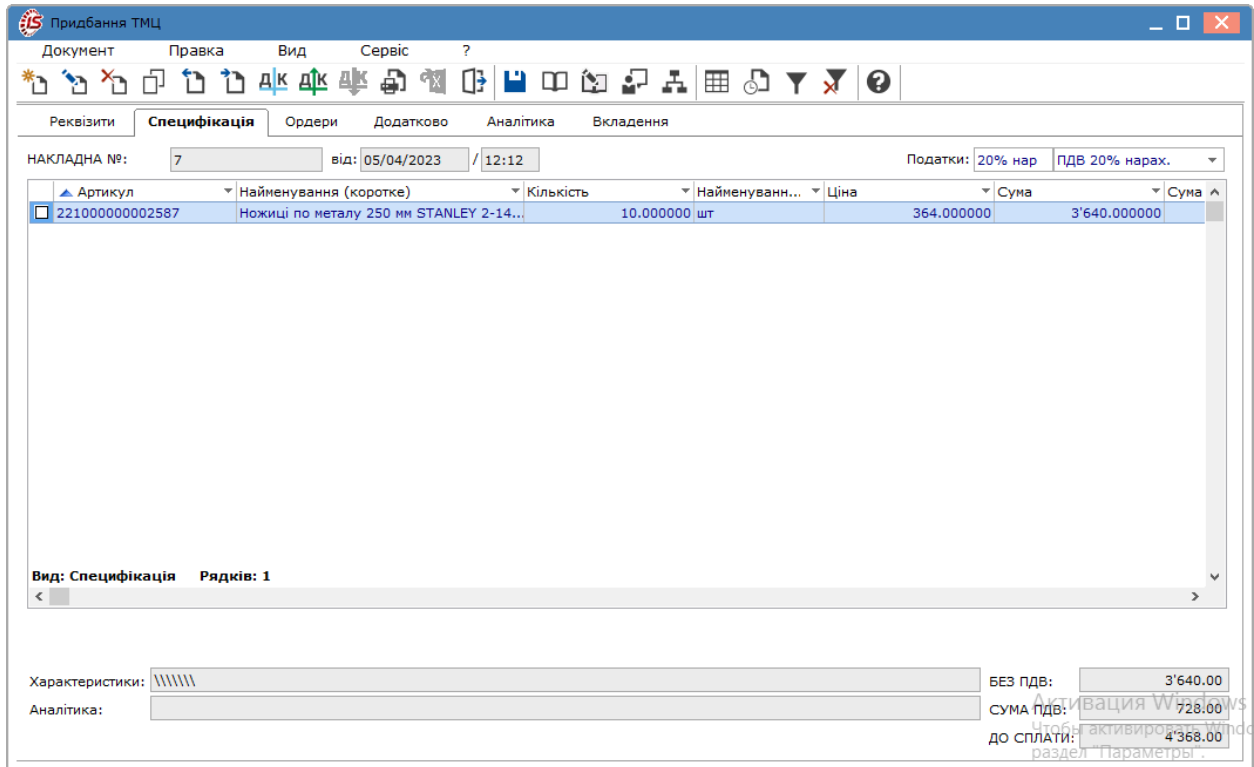 Придбання ТМЦ
Документ Правка Вид Сервіс ?
Реквізити Специфікація Ордери Додатково Аналітика Вкладення
НАКЛАДНА №: 7 від: 05/04/2023 / 12:12 Податки: 20% нар ПДВ 20% нарах.
Артикул Найменування (коротке) Кількість Найменуванн... Ціна Сума Сума
221000000002587 Ножиці по металу 250 мм STANLEY 2-14... 10.000000 шт 364.000000 3'640.000000
Вид: Специфікація Рядків: 1
Характеристики: \\\\\\\ БЕЗ ПДВ: 3'640.00
Аналітика: СУМА ПДВ: 728.00
ДО СПЛАТИ: 4'368.00
Активация Windows
Чтобы активировать Windo
раздел "Параметры".